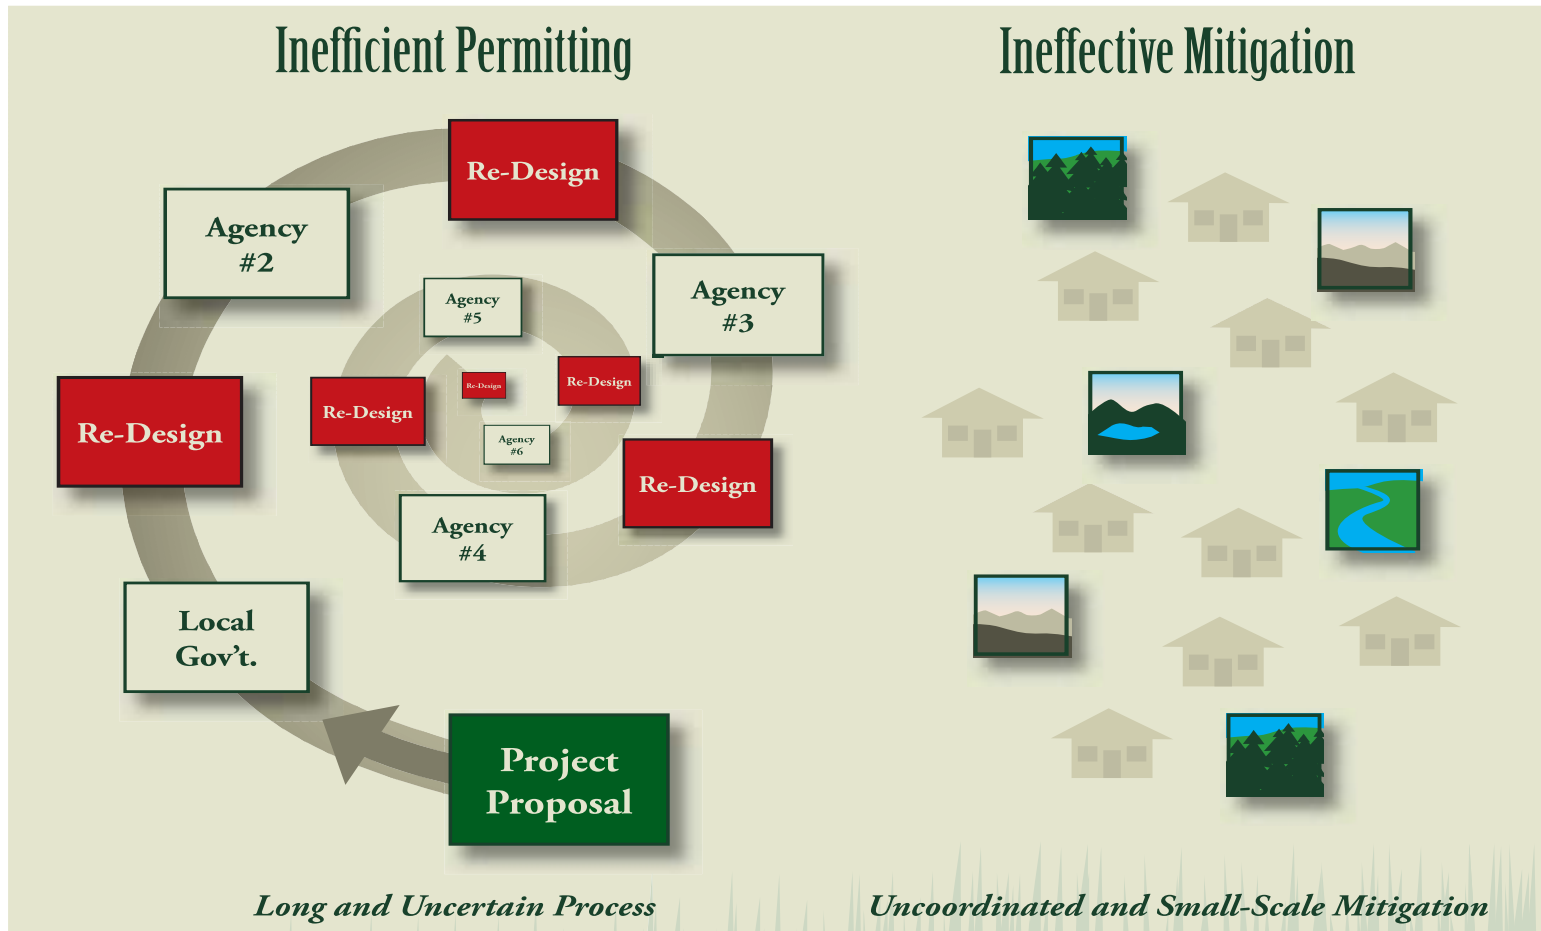 Inefficient Permitting
Ineffective Mitigation
Re-Design
Agency
#2
Agency
#3
Agency
#5
Re-Design
Re-Design
Re-Design
Re-Design
Agency
#6
Re-Design
Agency
#4
Local
Gov't.
Project
Proposal
Long and Uncertain Process
Uncoordinated and Small-Scale Mitigation